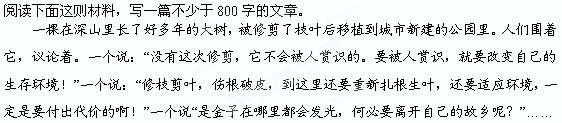 阅读下面这则材料，写一篇不少于 800 字的文章。
一棵在深山里长了好多年的大树，被修剪了枝叶后移植到城市新建的公园里。人们围着
它，议论着。一个说：“没有这次修剪，它不会被人赏识的。要被人赏识，就要改变自己的
生存环境！”一个说：“修枝剪叶，伤根破皮，到这里还要重新扎根生叶，还要适应环境，一
定是要付出代价的啊！”一个说“是金子在哪里都会发光，何必要离开自己的故乡呢？”……